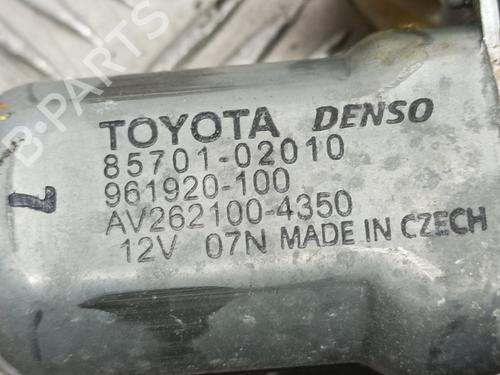 TOYOTA DENSO
85701-02010
961920-100
AV262100-4350
12V 07N MADE IN CZECH
7
B-PARTS